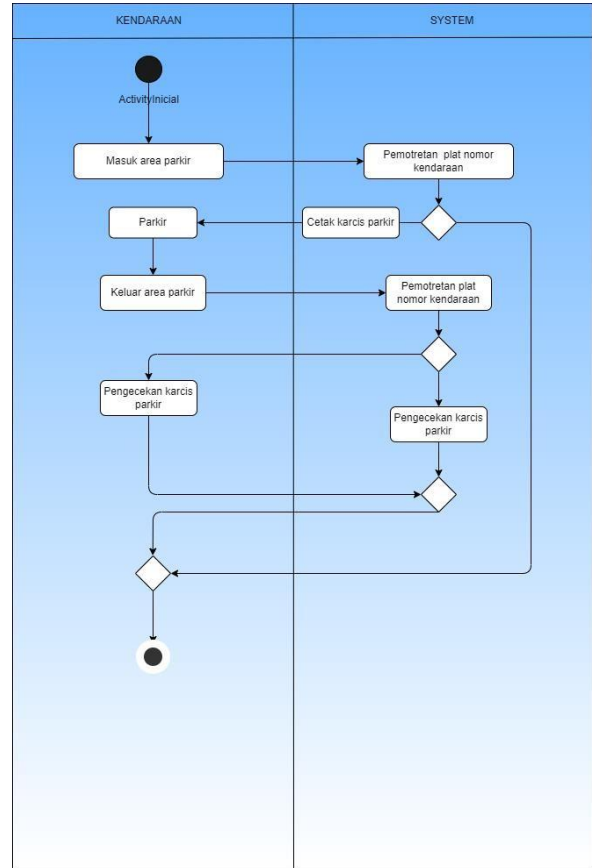 KENDARAAN
SYSTEM
ActivityInicial
Masuk area parkir
Pemotretan plat nomor
kendaraan
Parkir
Cetak karcis parkir
Keluar area parkir
Pemotretan plat
nomor kendaraan
Pengecekan karcis
parkir
Pengecekan karcis
parkir